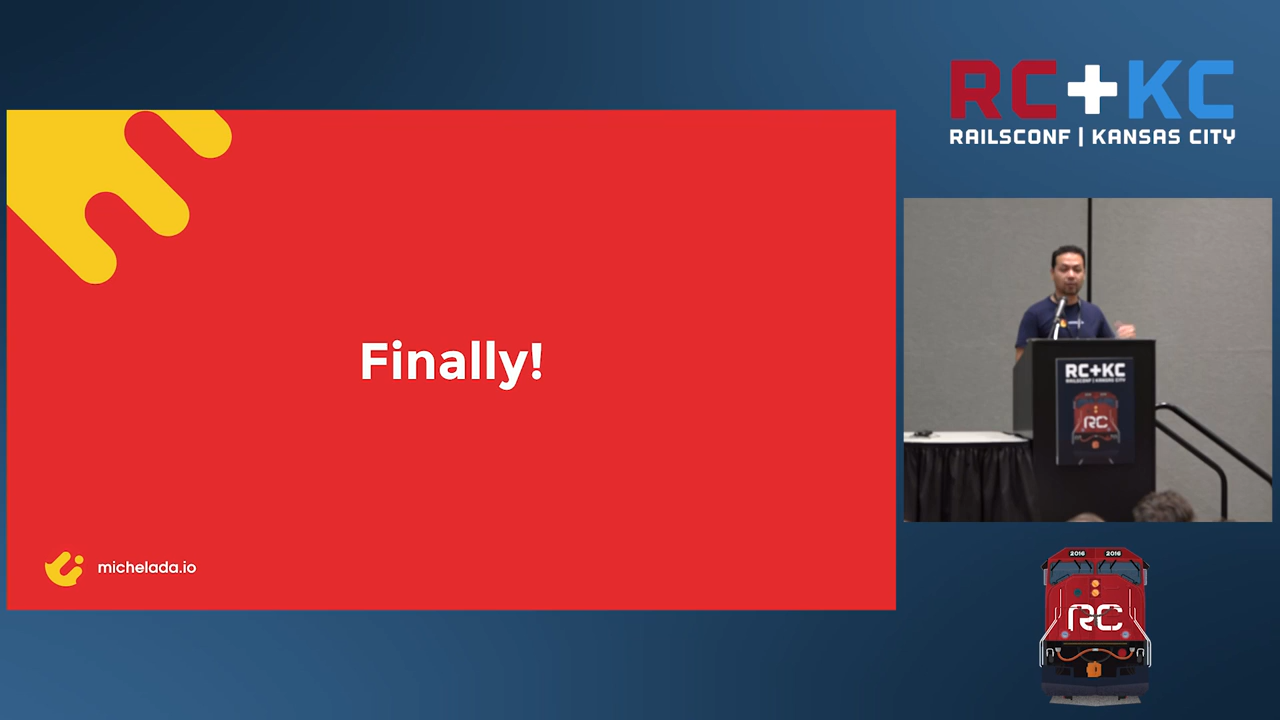 RC+KC
RAILSCONF | KANSAS CITY
Finally!
michelada.io
RC+KC
RAILSCONF | KANSAS CITY
RC
2016 2016
RC